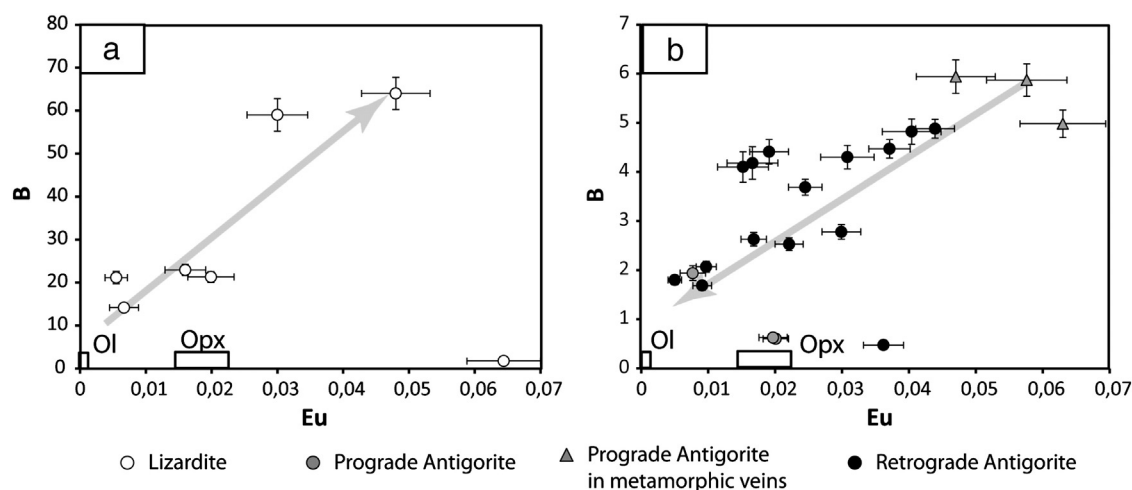 a
80
70
60
50
40
30
20
10
0
B
Ol
Opx
0 0,01 0,02 0,03 0,04 0,05 0,06 0,07
Eu
b
7
6
5
4
3
2
1
0
B
Ol
Opx
0 0,01 0,02 0,03 0,04 0,05 0,06 0,07
Eu
Lizardite
Prograde Antigorite
Prograde Antigorite
in metamorphic veins
Retrograde Antigorite